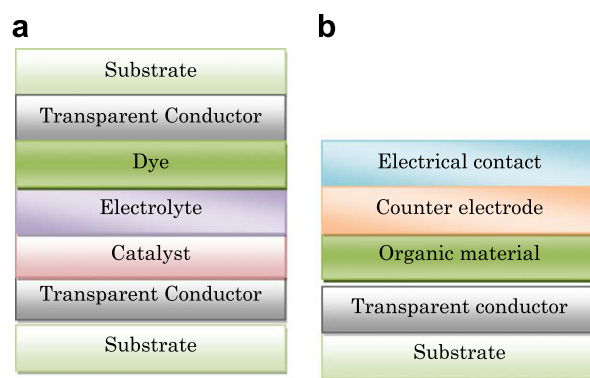 a
Substrate
Transparent Conductor
Dye
Electrolyte
Catalyst
Transparent Conductor
Substrate
b
Electrical contact
Counter electrode
Organic material
Transparent conductor
Substrate